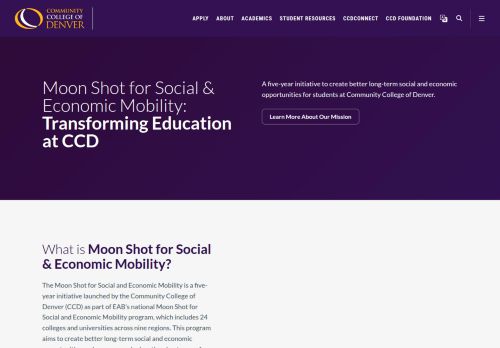 COMMUNITY
COLLEGE OF
DENVER
APPLY ABOUT ACADEMICS STUDENT RESOURCES CCDCONNECT CCD FOUNDATION
Moon Shot for Social &
Economic Mobility:
Transforming Education
at CCD
A five-year initiative to create better long-term social and economic
opportunities for students at Community College of Denver.
Learn More About Our Mission
What is Moon Shot for Social
& Economic Mobility?
The Moon Shot for Social and Economic Mobility is a five-
year initiative launched by the Community College of
Denver (CCD) as part of EAB's national Moon Shot for
Social and Economic Mobility program, which includes 24
colleges and universities across nine regions. This program
aims to create better long-term social and economic